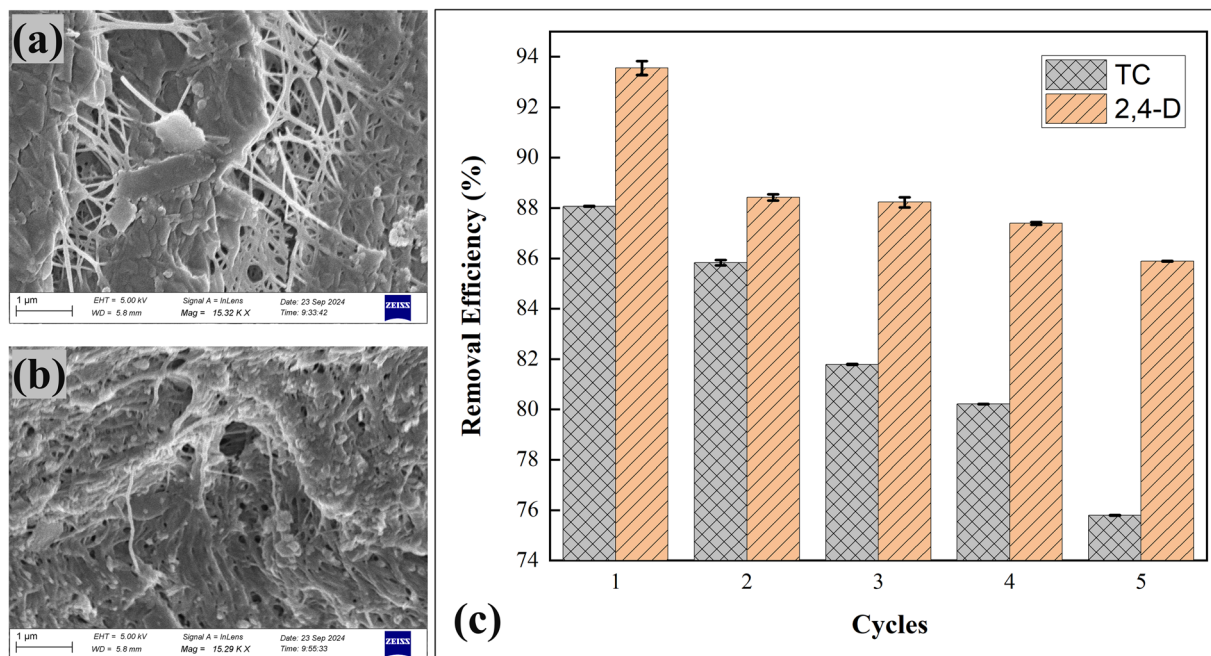 (a)
1 µm
EHT = 5.00 kV
Signal A = InLens
Date: 23 Sep 2024
WD = 5.8 mm
Mag = 15.32 K X
Time: 9:33:42
ZEISS
(b)
1 µm
EHT = 5.00 kV
Signal A = InLens
Date: 23 Sep 2024
WD = 5.8 mm
Mag = 15.29 K X
Time: 9:55:33
ZEISS
(c)
Removal Efficiency (%)
94
92
90
88
86
84
82
80
76
74
TC
2,4-D
1 2 3 4 5
Cycles